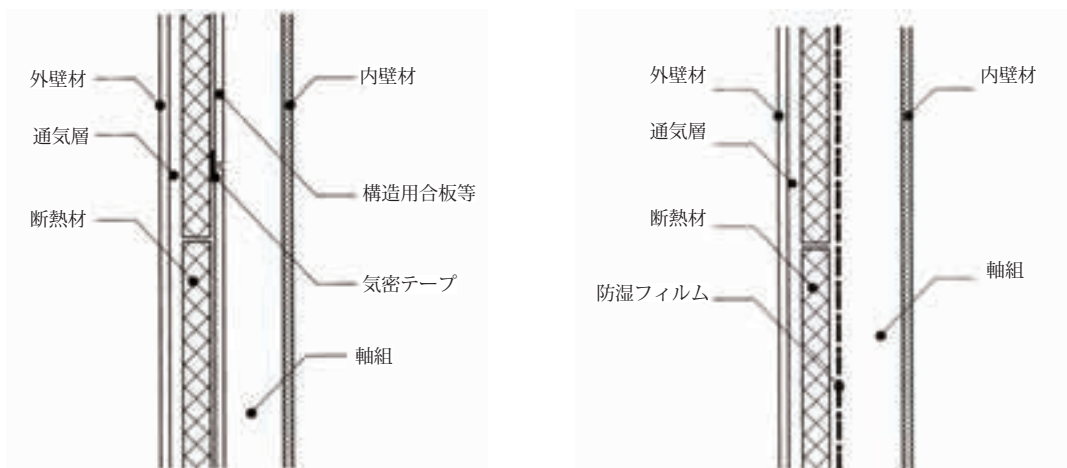 外壁材
内壁材
通気層
構造用合板等
断熱材
気密テープ
軸組
外壁材
内壁材
通気層
断熱材
軸組
防湿フィルム